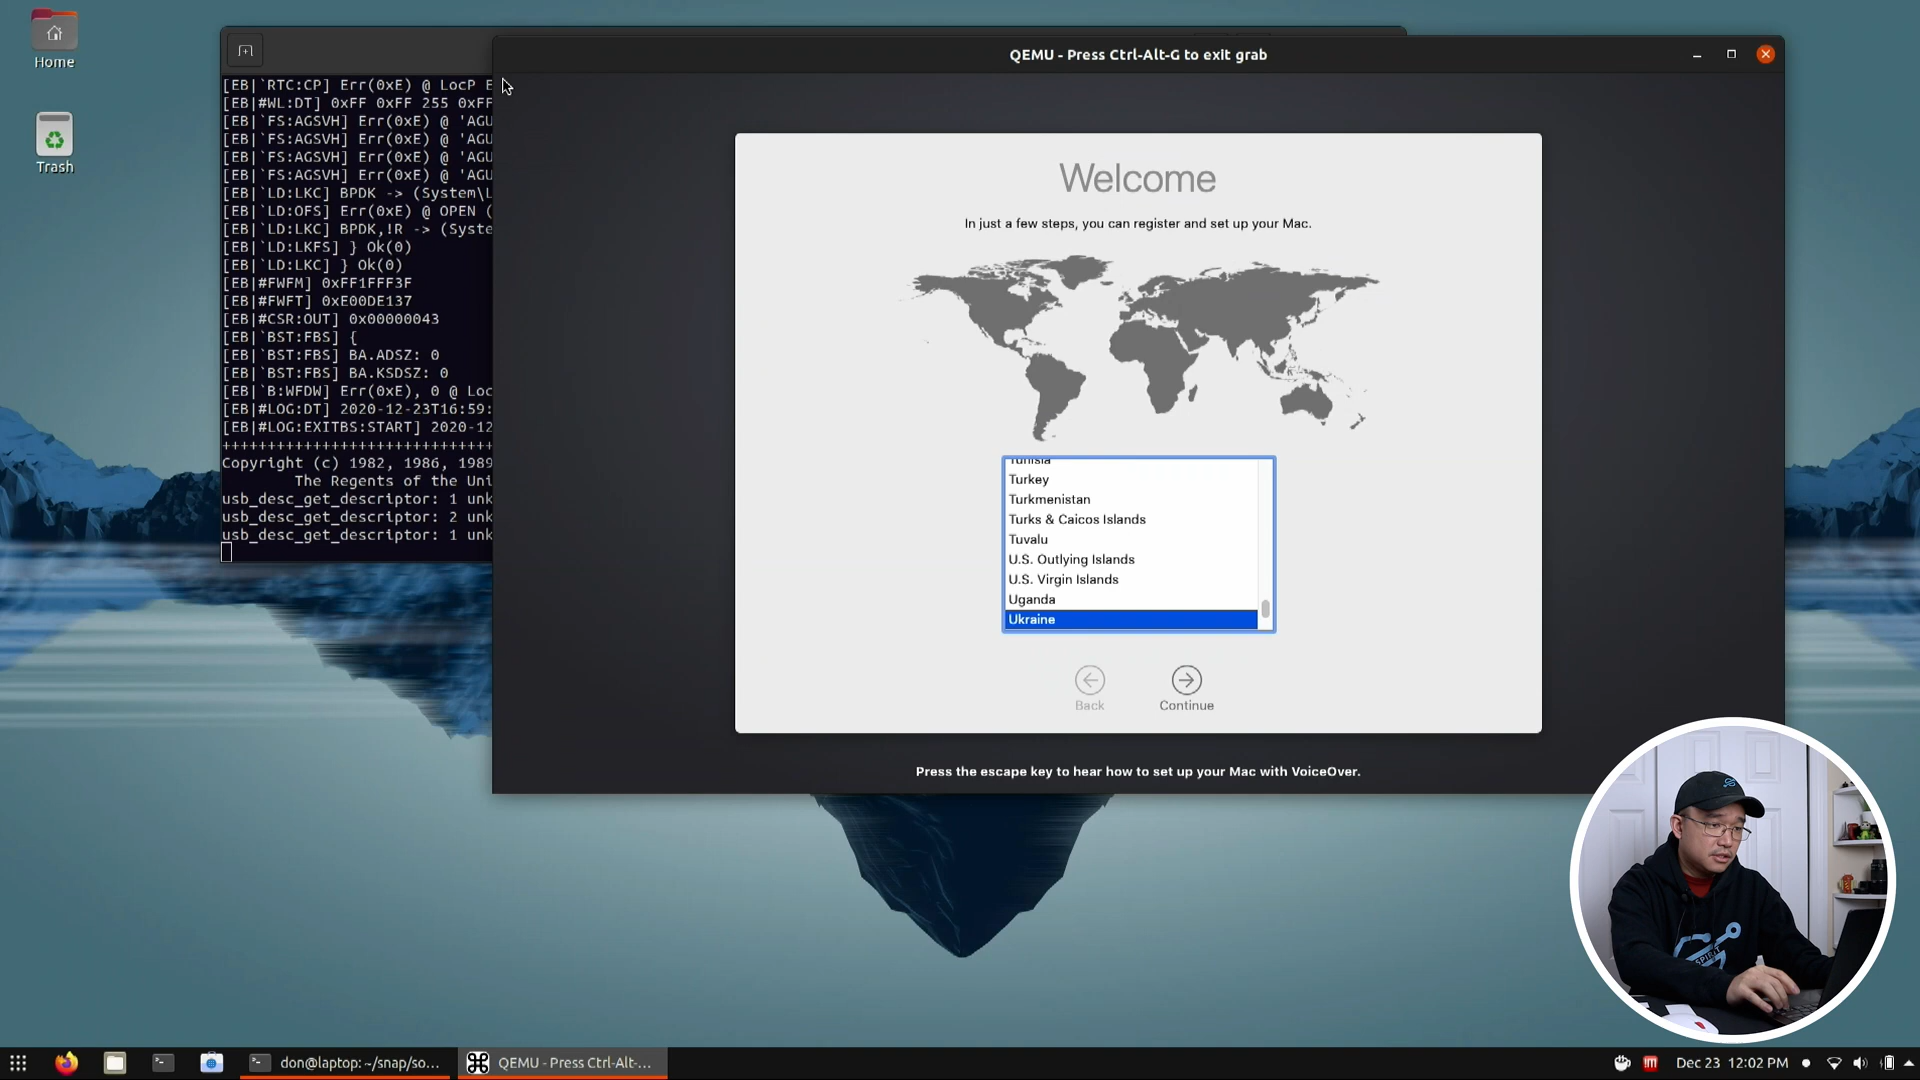 Home
Trash
QEMU - Press Ctrl-Alt-G to exit grab
[EB|`RTC:CP] Err(0xE) @ LocP E
[EB|#WL:DT] 0xFF 0xFF 255 0xFF
[EB|`FS:AGSVH] Err(0xE) @ 'AGU
[EB|`FS:AGSVH] Err(0xE) @ 'AGU
[EB|`FS:AGSVH] Err(0xE) @ 'AGU
[EB|`FS:AGSVH] Err(0xE) @ 'AGU
[EB|`LD:LKC] BPDK -> (System\L
[EB|`LD:OFS] Err(0xE) @ OPEN (
[EB|`LD:LKC] BPDK,!R -> (Syste
[EB|`LD:LKFS] } Ok(0)
[EB|`LD:LKC] } Ok(0)
[EB|#FWFM] 0xFF1FFF3F
[EB|#FWFT] 0xE00DE137
[EB|#CSR:OUT] 0x00000043
[EB|`BST:FBS] {
[EB|`BST:FBS] BA.ADSZ: 0
[EB|`BST:FBS] BA.KSDSZ: 0
[EB|`B:WFDW] Err(0xE), 0 @ Loc
[EB|#LOG:DT] 2020-12-23T16:59:
[EB|#LOG:EXITBS:START] 2020-12
++++++++++++++++++++++++++++++
Copyright (c) 1982, 1986, 1989
The Regents of the Uni
usb_desc_get_descriptor: 1 unk
usb_desc_get_descriptor: 2 unk
usb_desc_get_descriptor: 1 unk
Welcome
In just a few steps, you can register and set up your Mac.
Tunisia
Turkey
Turkmenistan
Turks & Caicos Islands
Tuvalu
U.S. Outlying Islands
U.S. Virgin Islands
Uganda
Ukraine
Back
Continue
Press the escape key to hear how to set up your Mac with VoiceOver.
SPIRIT
don@laptop: ~/snap/so...
QEMU - Press Ctrl-Alt-...
Dec 23 12:02 PM